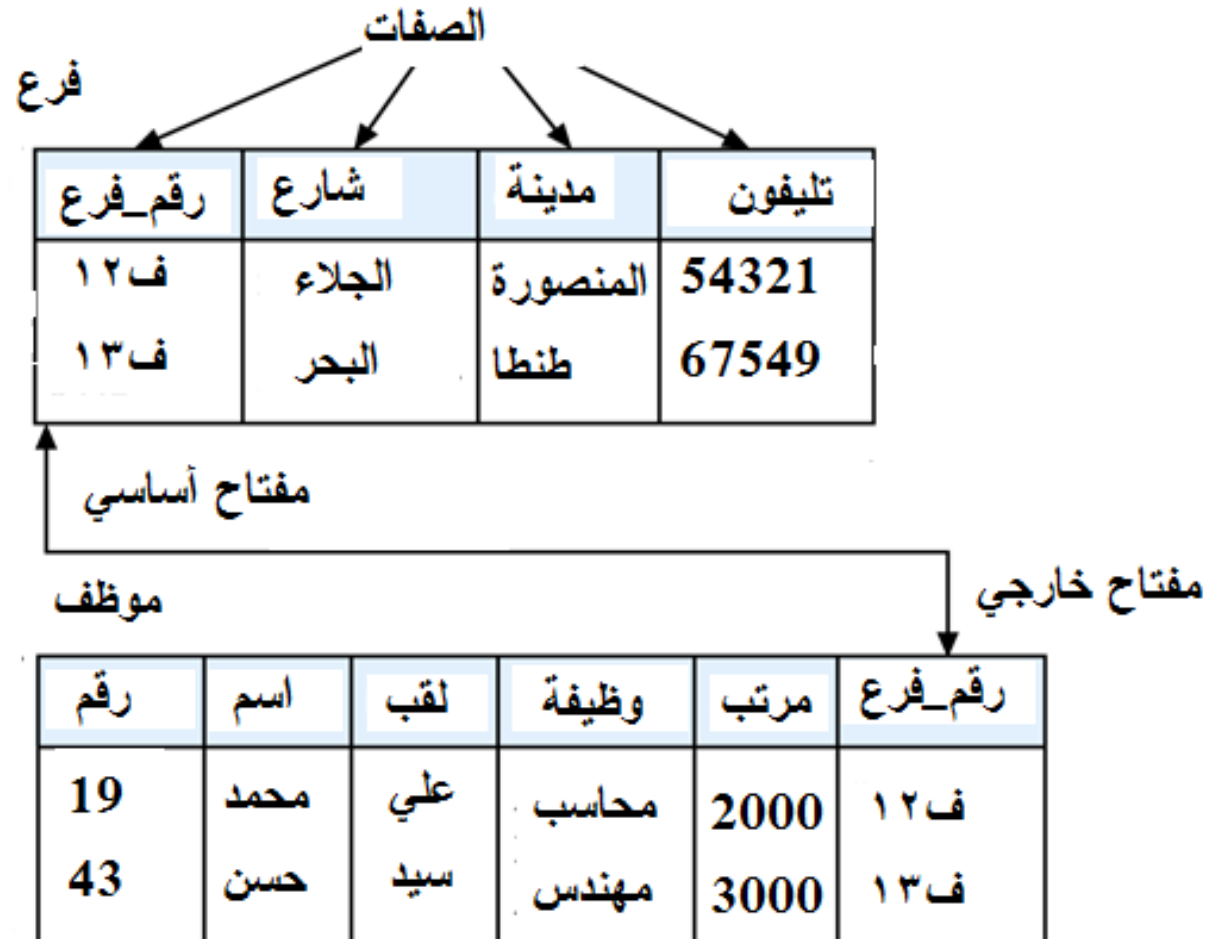 الصفات
فرع
رقم_فرع شارع مدينة تليفون
ف١٢ الجلاء المنصورة 54321
ف١٣ البحر طنطا 67549
مفتاح أساسي
مفتاح خارجي
موظف
رقم اسم لقب وظيفة مرتب رقم_فرع
19 محمد علي محاسب 2000 ف١٢
43 حسن سيد مهندس 3000 ف١٣